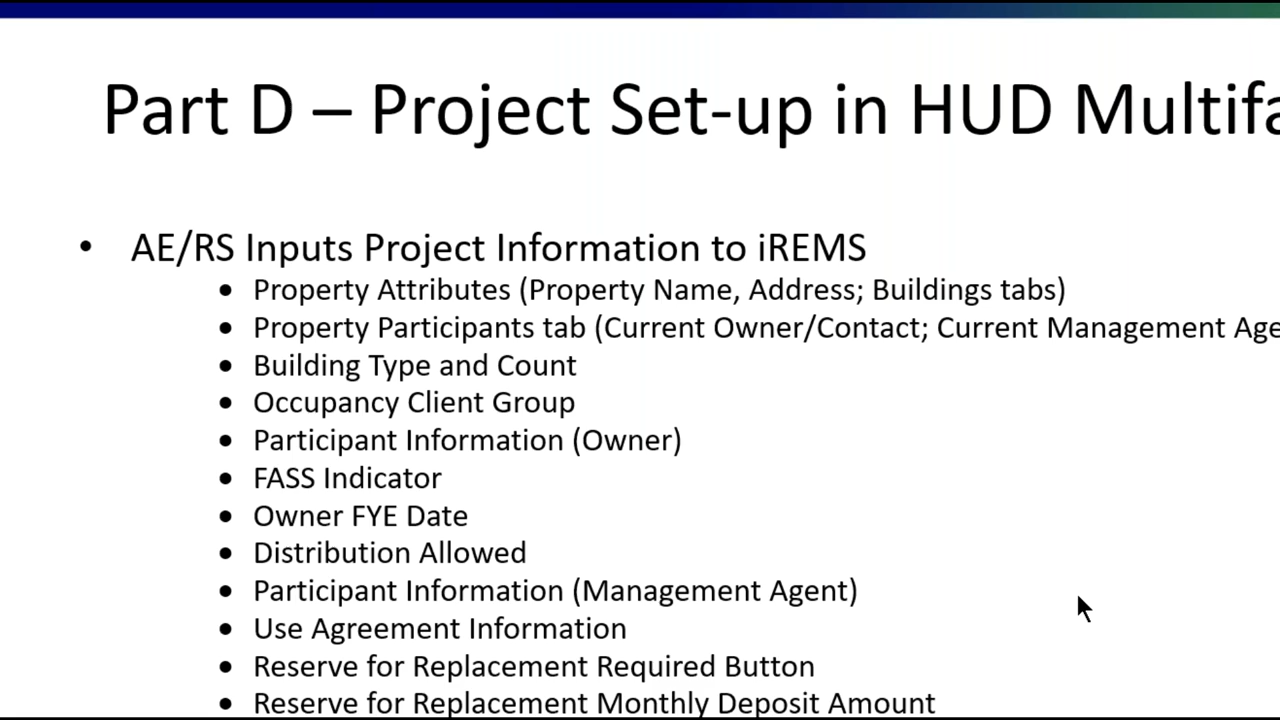 Part D – Project Set-up in HUD
• AE/RS Inputs Project Information to iREMS
• Property Attributes (Property Name, Address; Buildings tabs)
• Property Participants tab (Current Owner/Contact; Current Management
• Building Type and Count
• Occupancy Client Group
• Participant Information (Owner)
• FASS Indicator
• Owner FYE Date
• Distribution Allowed
• Participant Information (Management Agent)
• Use Agreement Information
• Reserve for Replacement Required Button
• Reserve for Replacement Monthly Deposit Amount